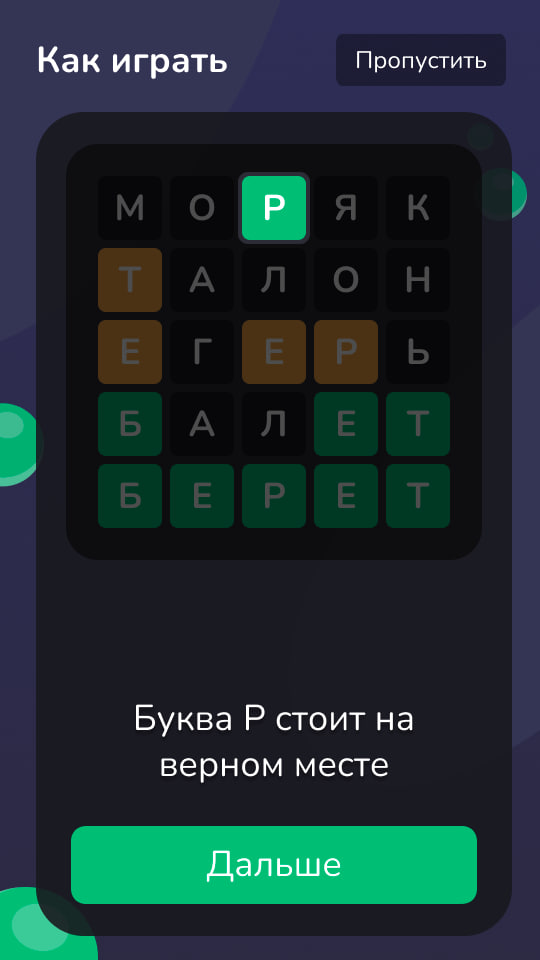 Как играть
Пропустить
М О Р Я К
Т А Л О Н
Е Г Е Р Ь
Б А Л Е Т
Б Е Р Е Т
Буква Р стоит на
верном месте
Дальше